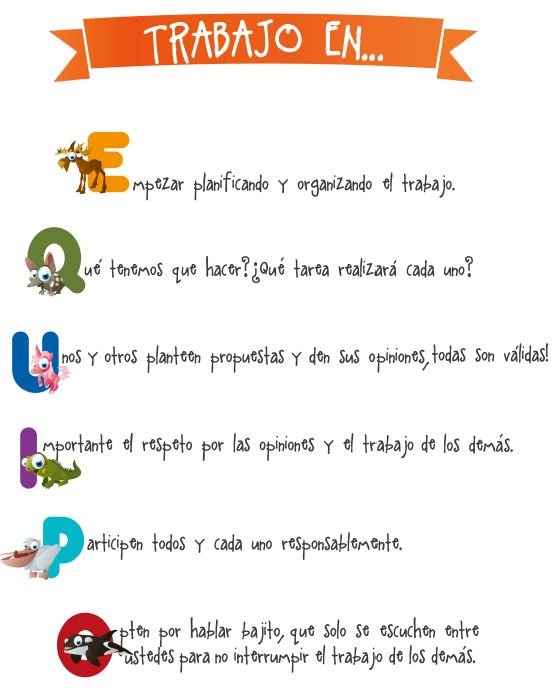 TRABAJO EN...
Empezar planificando y organizando el trabajo.
Qué tenemos que hacer?¿Qué tarea realizará cada uno?
Unos y otros planteen propuestas y den sus opiniones, todas son válidas!
Importante el respeto por las opiniones y el trabajo de los demás.
Participen todos y cada uno responsablemente.
Opten por hablar bajito, que solo se escuchen entre
ustedes para no interrumpir el trabajo de los demás.